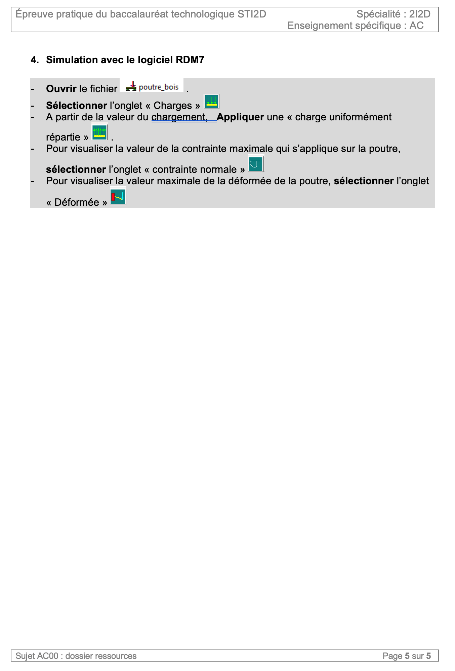 Épreuve pratique du baccalauréat technologique STI2D Spécialité : 2I2D
Enseignement spécifique : AC
4. Simulation avec le logiciel RDM7
- Ouvrir le fichier poutre_bois .
- Sélectionner l'onglet « Charges »
- A partir de la valeur du chargement, Appliquer une « charge uniformément
répartie » .
- Pour visualiser la valeur de la contrainte maximale qui s'applique sur la poutre,
sélectionner l'onglet « contrainte normale »
- Pour visualiser la valeur maximale de la déformée de la poutre, sélectionner l'onglet
« Déformée »
Sujet AC00 : dossier ressources Page 5 sur 5